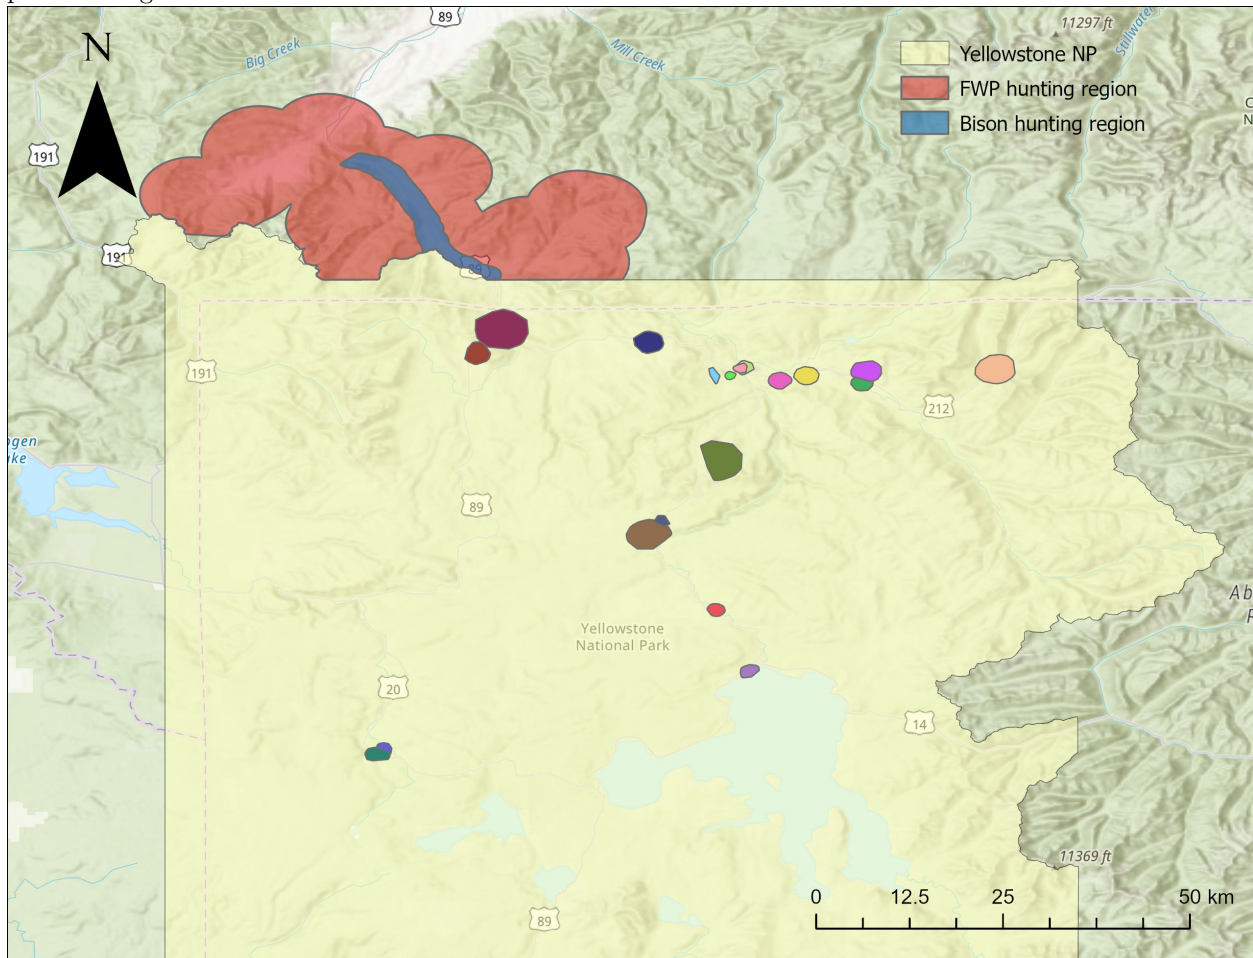 89
11297 ft
Stillwater
N
Big Creek
Mill Creek
Yellowstone NP
FWP hunting region
Bison hunting region
191
191
89
191
212
89
Yellowstone
National Park
20
14
11369 ft
0 12.5 25 50 km
89